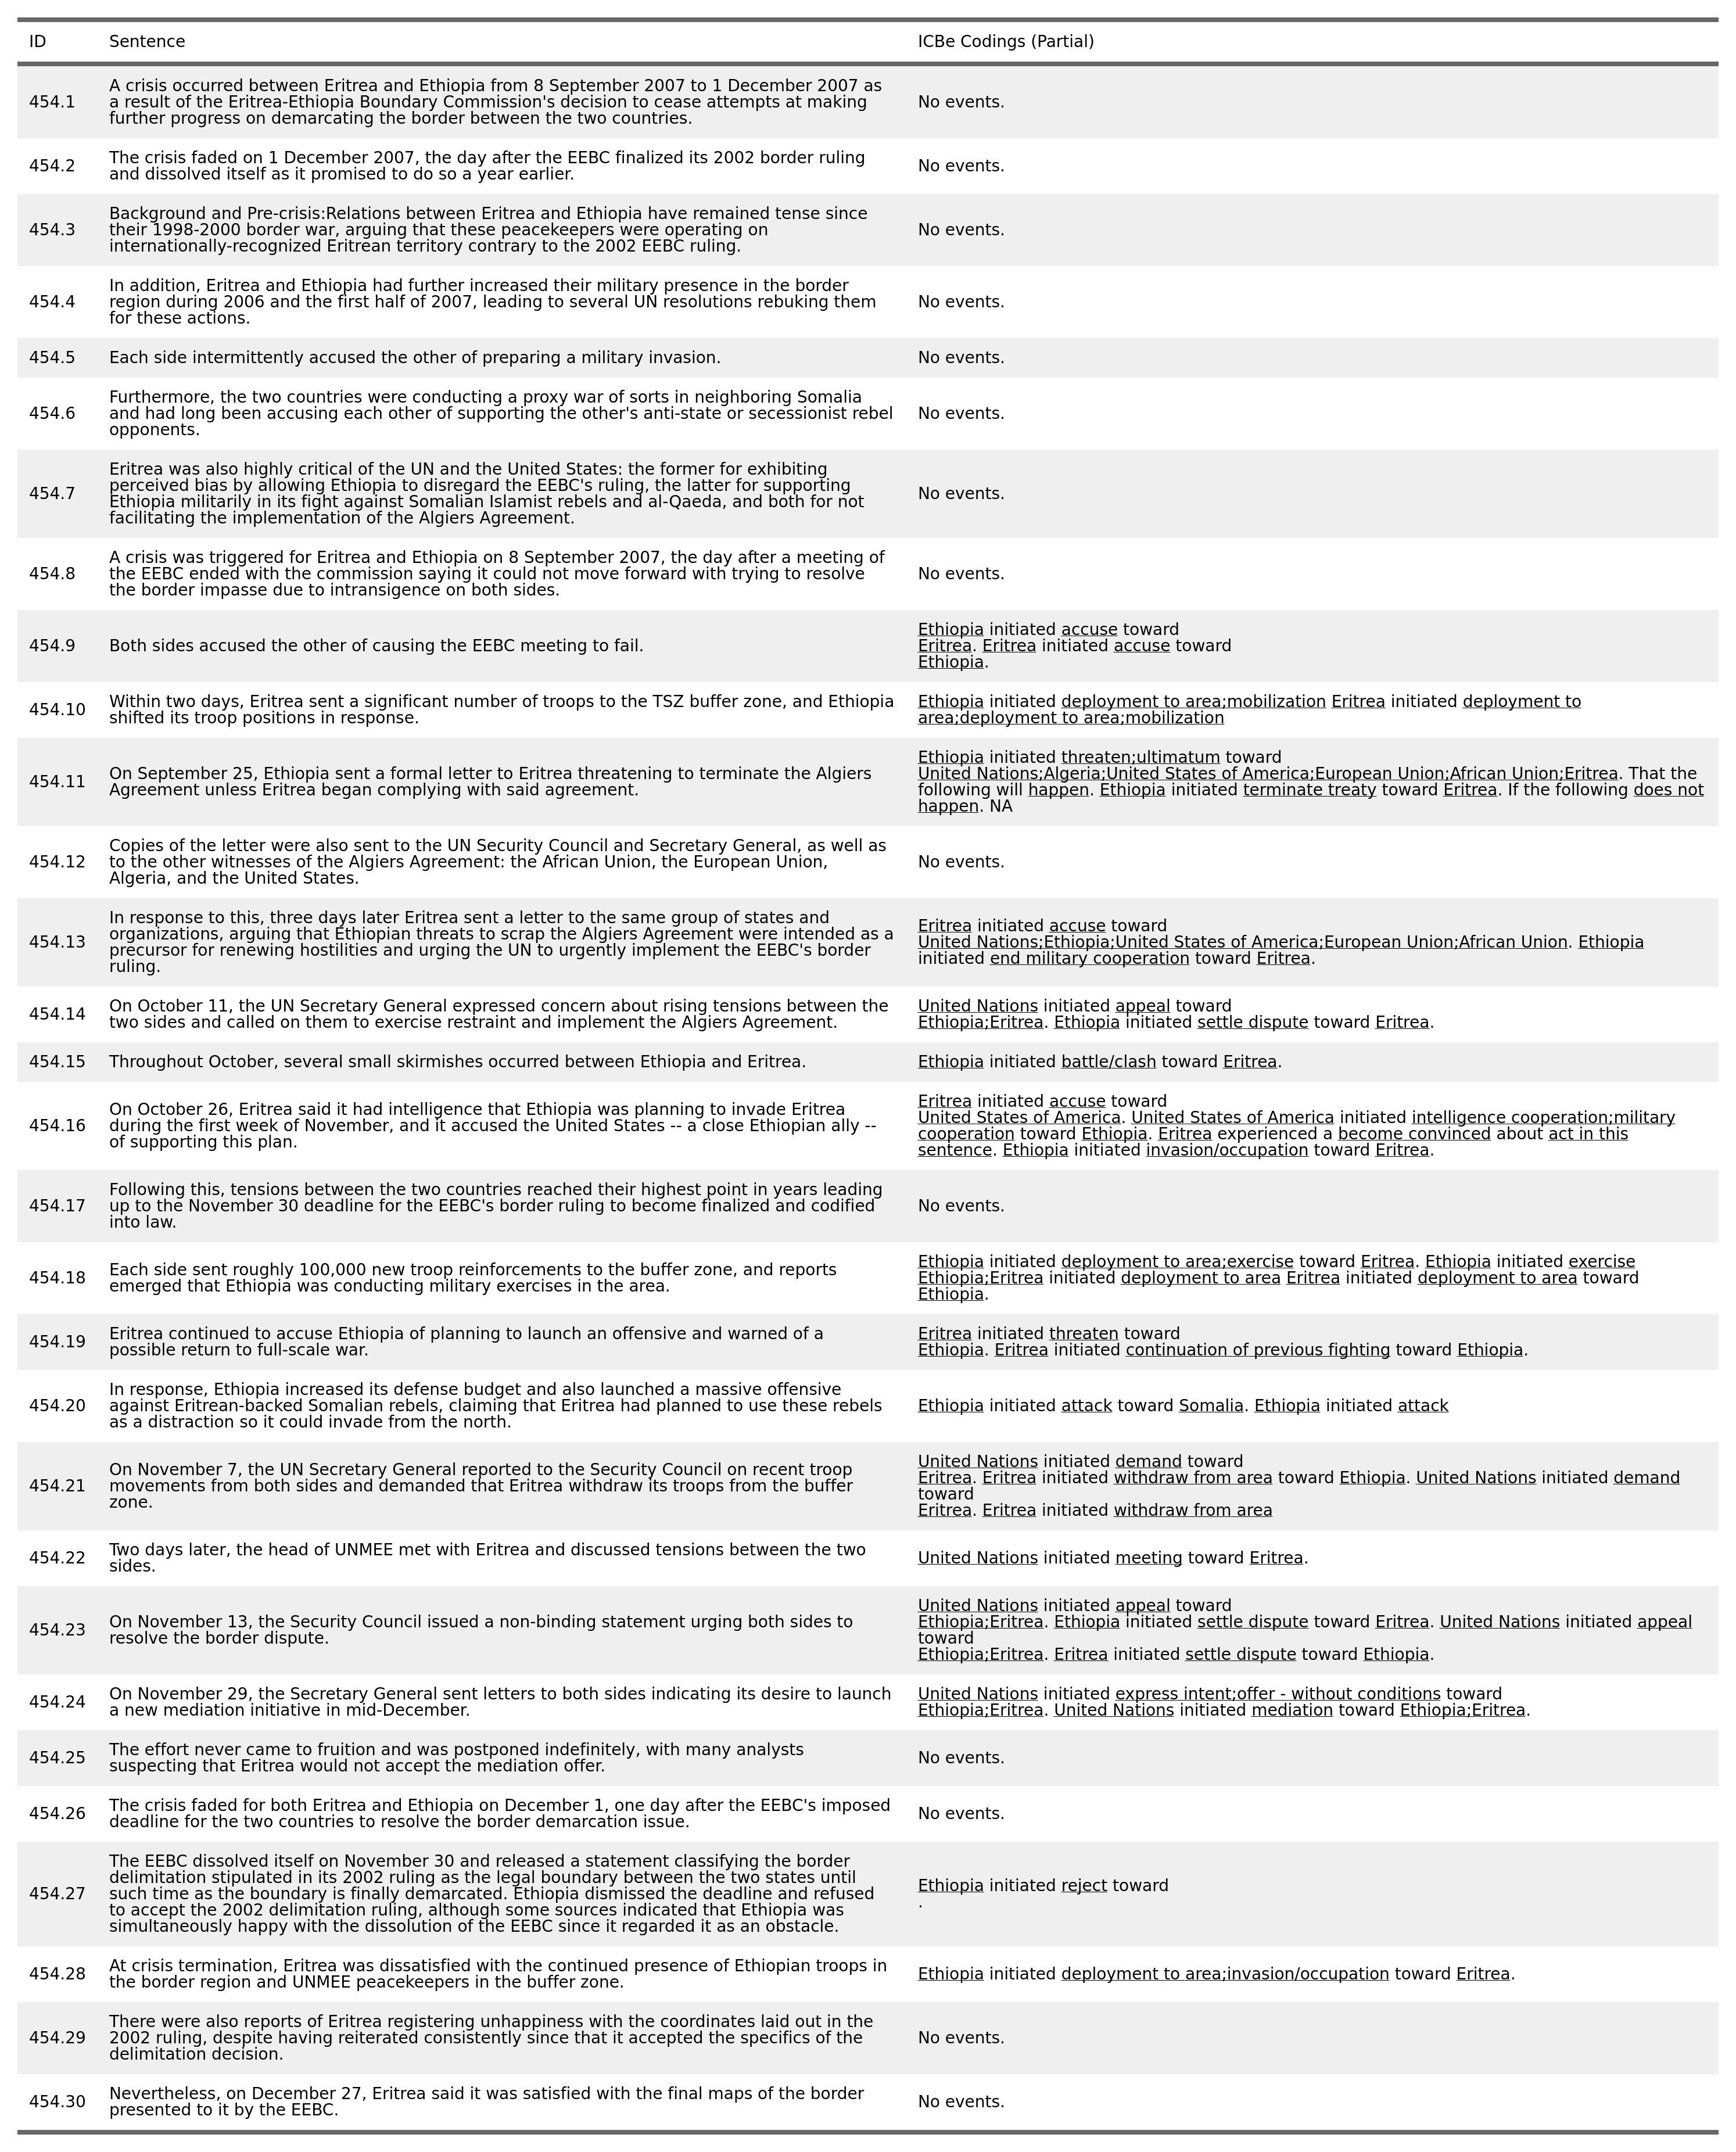 ID Sentence ICBe Codings (Partial)
454.1 A crisis occurred between Eritrea and Ethiopia from 8 September 2007 to 1 December 2007 as
a result of the Eritrea-Ethiopia Boundary Commission's decision to cease attempts at making
further progress on demarcating the border between the two countries.
No events.
454.2 The crisis faded on 1 December 2007, the day after the EEBC finalized its 2002 border ruling
and dissolved itself as it promised to do so a year earlier.
No events.
454.3 Background and Pre-crisis:Relations between Eritrea and Ethiopia have remained tense since
their 1998-2000 border war, arguing that these peacekeepers were operating on
internationally-recognized Eritrean territory contrary to the 2002 EEBC ruling.
No events.
454.4 In addition, Eritrea and Ethiopia had further increased their military presence in the border
region during 2006 and the first half of 2007, leading to several UN resolutions rebuking them
for these actions.
No events.
454.5 Each side intermittently accused the other of preparing a military invasion.
No events.
454.6 Furthermore, the two countries were conducting a proxy war of sorts in neighboring Somalia
and had long been accusing each other of supporting the other's anti-state or secessionist rebel
opponents.
No events.
454.7 Eritrea was also highly critical of the UN and the United States: the former for exhibiting
perceived bias by allowing Ethiopia to disregard the EEBC's ruling, the latter for supporting
Ethiopia militarily in its fight against Somalian Islamist rebels and al-Qaeda, and both for not
facilitating the implementation of the Algiers Agreement.
No events.
454.8 A crisis was triggered for Eritrea and Ethiopia on 8 September 2007, the day after a meeting of
the EEBC ended with the commission saying it could not move forward with trying to resolve
the border impasse due to intransigence on both sides.
No events.
454.9 Both sides accused the other of causing the EEBC meeting to fail.
Ethiopia initiated accuse toward
Eritrea. Eritrea initiated accuse toward
Ethiopia.
454.10 Within two days, Eritrea sent a significant number of troops to the TSZ buffer zone, and Ethiopia
shifted its troop positions in response.
Ethiopia initiated deployment to area;mobilization Eritrea initiated deployment to
area;deployment to area;mobilization
454.11 On September 25, Ethiopia sent a formal letter to Eritrea threatening to terminate the Algiers
Agreement unless Eritrea began complying with said agreement.
Ethiopia initiated threaten;ultimatum toward
United Nations;Algeria;United States of America;European Union;African Union;Eritrea. That the
following will happen. Ethiopia initiated terminate treaty toward Eritrea. If the following does not
happen. NA
454.12 Copies of the letter were also sent to the UN Security Council and Secretary General, as well as
to the other witnesses of the Algiers Agreement: the African Union, the European Union,
Algeria, and the United States.
No events.
454.13 In response to this, three days later Eritrea sent a letter to the same group of states and
organizations, arguing that Ethiopian threats to scrap the Algiers Agreement were intended as a
precursor for renewing hostilities and urging the UN to urgently implement the EEBC's border
ruling.
Eritrea initiated accuse toward
United Nations;Ethiopia;United States of America;European Union;African Union. Ethiopia
initiated end military cooperation toward Eritrea.
454.14 On October 11, the UN Secretary General expressed concern about rising tensions between the
two sides and called on them to exercise restraint and implement the Algiers Agreement.
United Nations initiated appeal toward
Ethiopia;Eritrea. Ethiopia initiated settle dispute toward Eritrea.
454.15 Throughout October, several small skirmishes occurred between Ethiopia and Eritrea.
Ethiopia initiated battle/clash toward Eritrea.
454.16 On October 26, Eritrea said it had intelligence that Ethiopia was planning to invade Eritrea
during the first week of November, and it accused the United States -- a close Ethiopian ally --
of supporting this plan.
Eritrea initiated accuse toward
United States of America. United States of America initiated intelligence cooperation;military
cooperation toward Ethiopia. Eritrea experienced a become convinced about act in this
sentence. Ethiopia initiated invasion/occupation toward Eritrea.
454.17 Following this, tensions between the two countries reached their highest point in years leading
up to the November 30 deadline for the EEBC's border ruling to become finalized and codified
into law.
No events.
454.18 Each side sent roughly 100,000 new troop reinforcements to the buffer zone, and reports
emerged that Ethiopia was conducting military exercises in the area.
Ethiopia initiated deployment to area;exercise toward Eritrea. Ethiopia initiated exercise
Ethiopia;Eritrea initiated deployment to area Eritrea initiated deployment to area toward
Ethiopia.
454.19 Eritrea continued to accuse Ethiopia of planning to launch an offensive and warned of a
possible return to full-scale war.
Eritrea initiated threaten toward
Ethiopia. Eritrea initiated continuation of previous fighting toward Ethiopia.
454.20 In response, Ethiopia increased its defense budget and also launched a massive offensive
against Eritrean-backed Somalian rebels, claiming that Eritrea had planned to use these rebels
as a distraction so it could invade from the north.
Ethiopia initiated attack toward Somalia. Ethiopia initiated attack
454.21 On November 7, the UN Secretary General reported to the Security Council on recent troop
movements from both sides and demanded that Eritrea withdraw its troops from the buffer
zone.
United Nations initiated demand toward
Eritrea. Eritrea initiated withdraw from area toward Ethiopia. United Nations initiated demand
toward
Eritrea. Eritrea initiated withdraw from area
454.22 Two days later, the head of UNMEE met with Eritrea and discussed tensions between the two
sides.
United Nations initiated meeting toward Eritrea.
454.23 On November 13, the Security Council issued a non-binding statement urging both sides to
resolve the border dispute.
United Nations initiated appeal toward
Ethiopia;Eritrea. Ethiopia initiated settle dispute toward Eritrea. United Nations initiated appeal
toward
Ethiopia;Eritrea. Eritrea initiated settle dispute toward Ethiopia.
454.24 On November 29, the Secretary General sent letters to both sides indicating its desire to launch
a new mediation initiative in mid-December.
United Nations initiated express intent;offer - without conditions toward
Ethiopia;Eritrea. United Nations initiated mediation toward Ethiopia;Eritrea.
454.25 The effort never came to fruition and was postponed indefinitely, with many analysts
suspecting that Eritrea would not accept the mediation offer.
No events.
454.26 The crisis faded for both Eritrea and Ethiopia on December 1, one day after the EEBC's imposed
deadline for the two countries to resolve the border demarcation issue.
No events.
454.27 The EEBC dissolved itself on November 30 and released a statement classifying the border
delimitation stipulated in its 2002 ruling as the legal boundary between the two states until
such time as the boundary is finally demarcated. Ethiopia dismissed the deadline and refused
to accept the 2002 delimitation ruling, although some sources indicated that Ethiopia was
simultaneously happy with the dissolution of the EEBC since it regarded it as an obstacle.
Ethiopia initiated reject toward
.
454.28 At crisis termination, Eritrea was dissatisfied with the continued presence of Ethiopian troops in
the border region and UNMEE peacekeepers in the buffer zone.
Ethiopia initiated deployment to area;invasion/occupation toward Eritrea.
454.29 There were also reports of Eritrea registering unhappiness with the coordinates laid out in the
2002 ruling, despite having reiterated consistently since that it accepted the specifics of the
delimitation decision.
No events.
454.30 Nevertheless, on December 27, Eritrea said it was satisfied with the final maps of the border
presented to it by the EEBC.
No events.